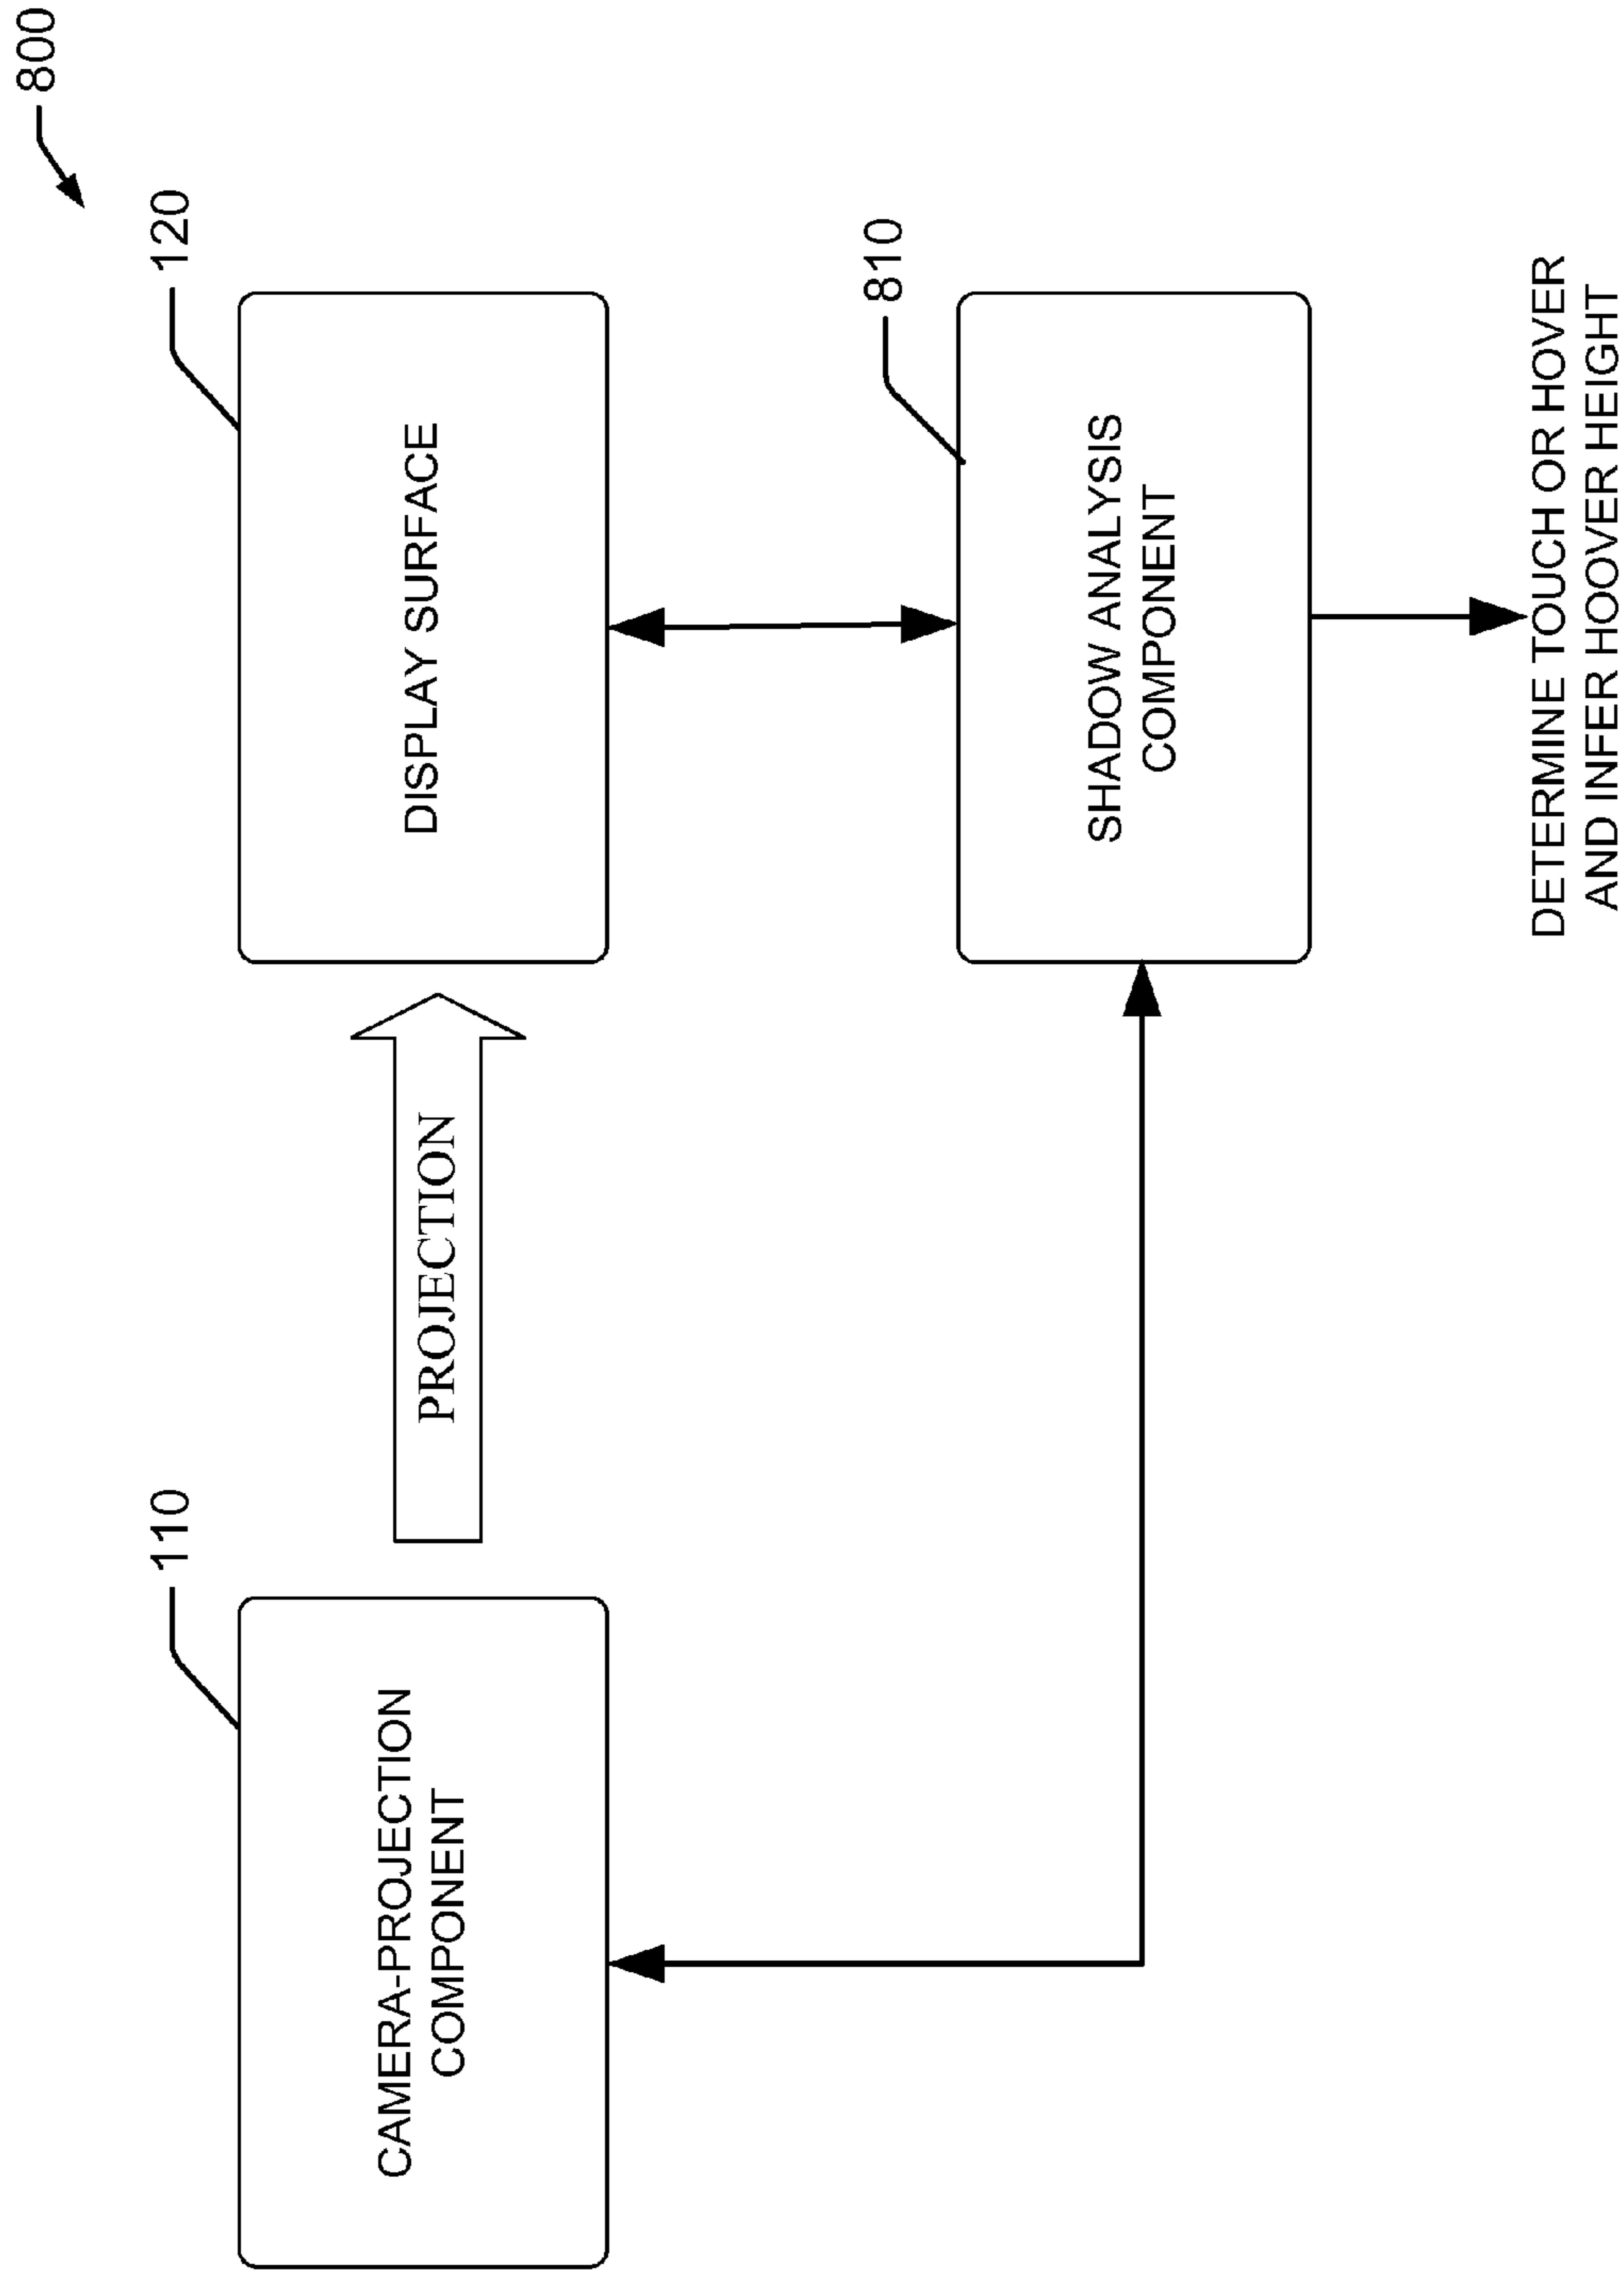 800
110
120
CAMERA-PROJECTION
COMPONENT
PROJECTION
DISPLAY SURFACE
810
SHADOW ANALYSIS
COMPONENT
DETERMINE TOUCH OR HOVER
AND INFER HOOVER HEIGHT